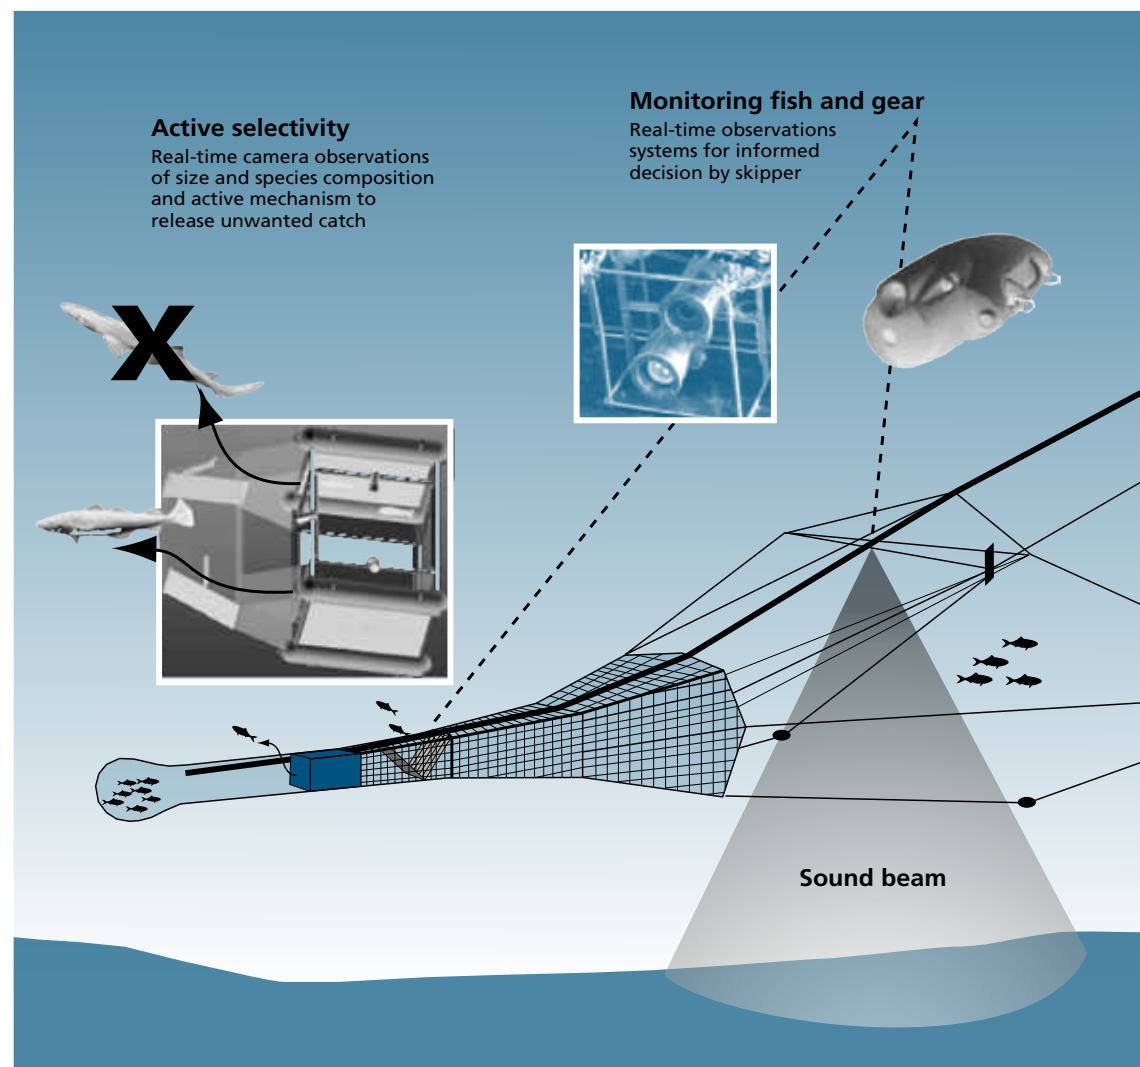 Active selectivity
Real-time camera observations
of size and species composition
and active mechanism to
release unwanted catch
Monitoring fish and gear
Real-time observations
systems for informed
decision by skipper
X
Sound beam